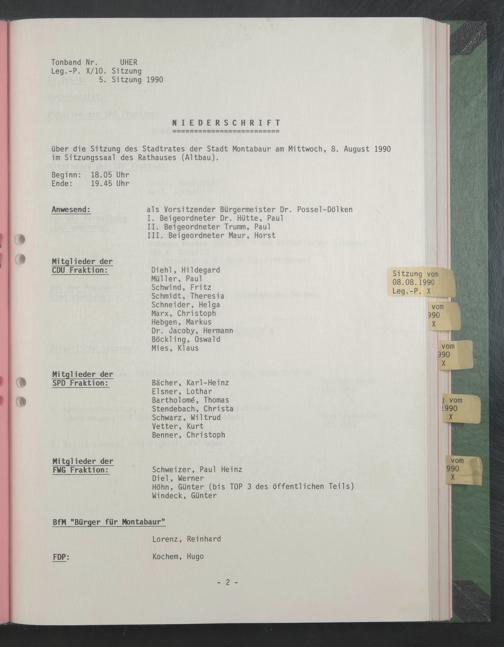 Tonband Nr. UHER
Leg.-P. X/10. Sitzung
5. Sitzung 1990
NIEDERSCHRIFT
über die Sitzung des Stadtrates der Stadt Montabaur am Mittwoch, 8. August 1990
im Sitzungssaal des Rathauses (Altbau).
Beginn: 18.05 Uhr
Ende: 19.45 Uhr
Anwesend: als Vorsitzender Bürgermeister Dr. Possel-Dölken
I. Beigeordneter Dr. Hütte, Paul
II. Beigeordneter Trumm, Paul
III. Beigeordneter Maur, Horst
Mitglieder der
CDU Fraktion: Diehl, Hildegard
Müller, Paul
Schwind, Fritz
Schmidt, Theresia
Schneider, Helga
Marx, Christoph
Hebgen, Markus
Dr. Jacoby, Hermann
Böckling, Oswald
Mies, Klaus
Mitglieder der
SPD Fraktion: Bächer, Karl-Heinz
Elsner, Lothar
Bartholomé, Thomas
Stendebach, Christa
Schwarz, Wiltrud
Vetter, Kurt
Benner, Christoph
Mitglieder der
FWG Fraktion: Schweizer, Paul Heinz
Diel, Werner
Höhn, Günter (bis TOP 3 des öffentlichen Teils)
Windeck, Günter
BfM "Bürger für Montabaur"
Lorenz, Reinhard
FDP: Kochem, Hugo
- 2 -
Sitzung vom
08.08.1990
Leg.-P. X
vom
990
X
vom
990
X
vom
1990
X
vom
990
X